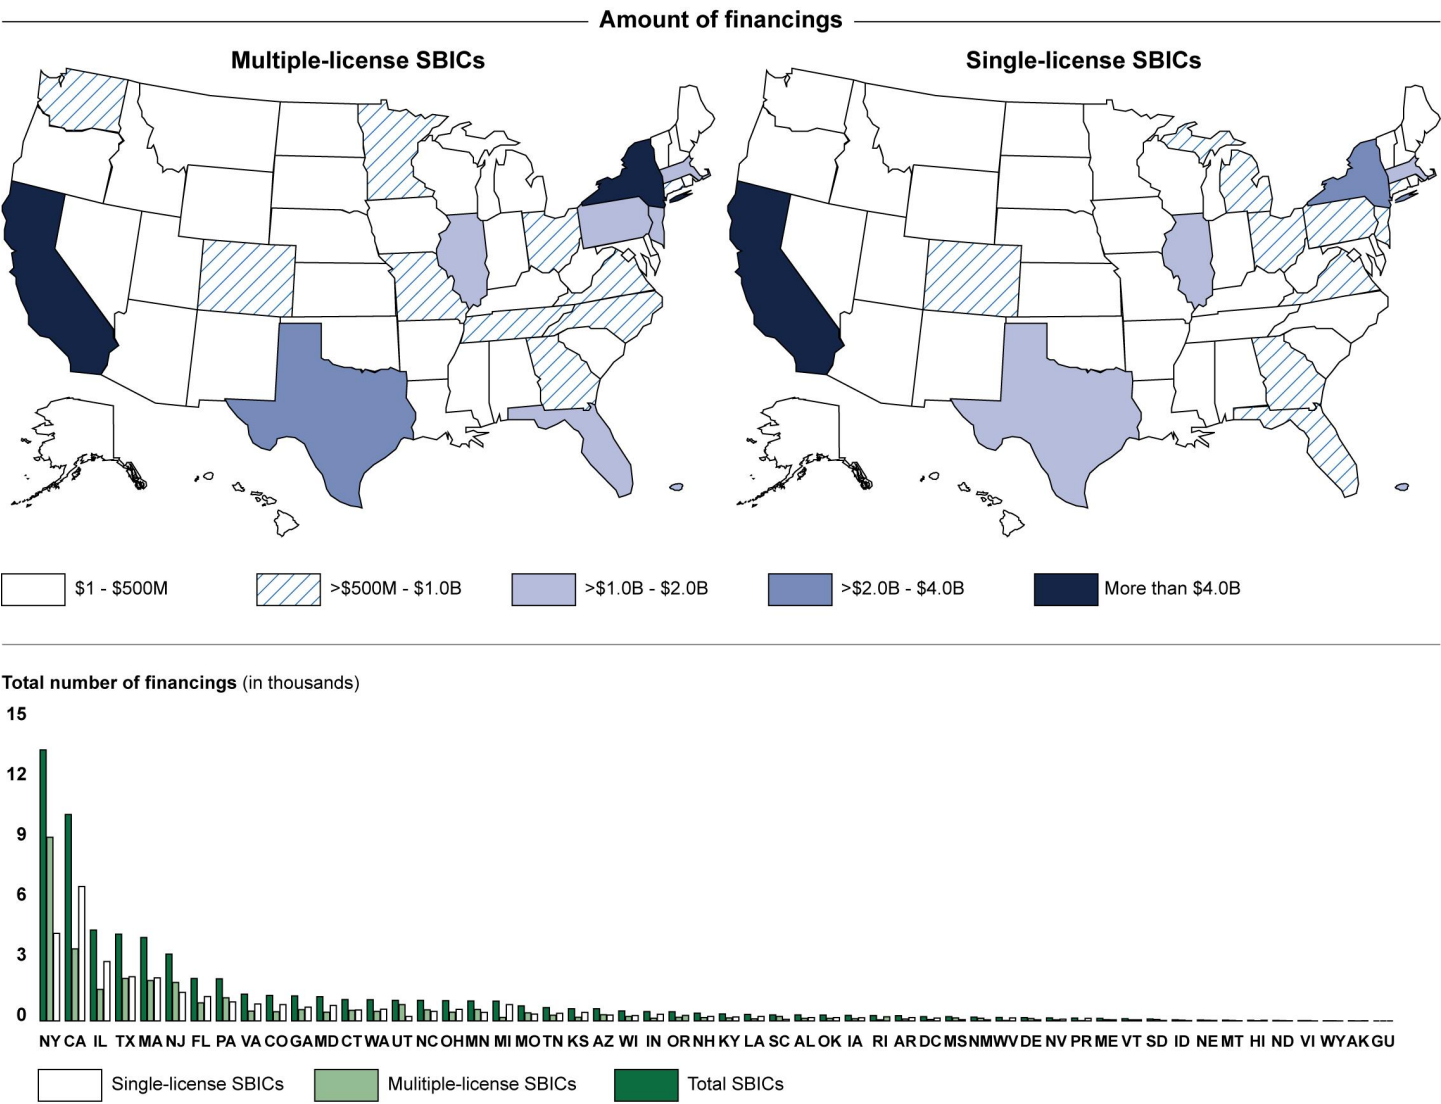 Amount of financings
Multiple-license SBICs
Single-license SBICs
$1 - $500M
>$500M - $1.0B
>$1.0B - $2.0B
>$2.0B - $4.0B
More than $4.0B
Total number of financings (in thousands)
15
12
9
6
3
0
NY CA IL TX MA NJ FL PA VA CO GA MD CT WA UT NC OH MN MI MO TN KS AZ WI IN OR NH KY LA SC AL OK IA RI AR DC MS NM WV DE NV PR ME VT SD ID NE MT HI ND VI WY AK GU
Single-license SBICs
Mulitiple-license SBICs
Total SBICs